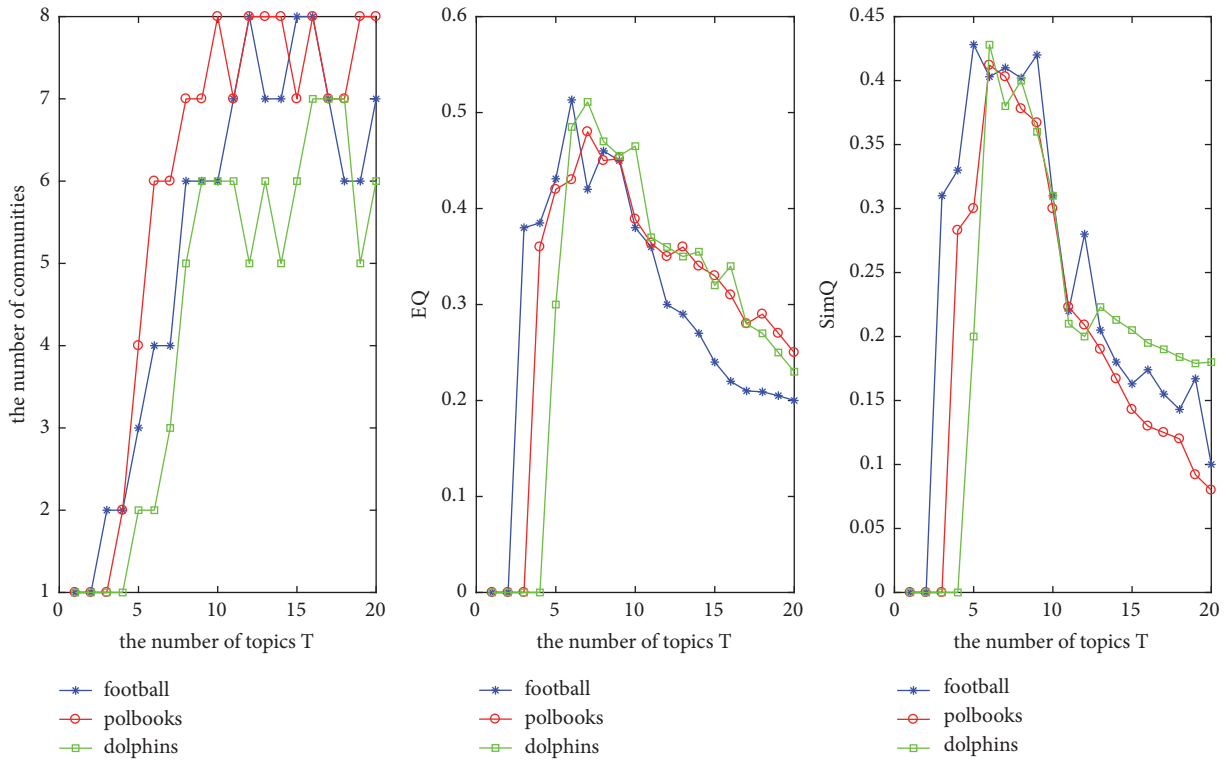 the number of communities
8
7
6
5
4
3
2
1
0
5
10
15
20
the number of topics T
football
polbooks
dolphins
EQ
0.6
0.5
0.4
0.3
0.2
0.1
0
0
5
10
15
20
the number of topics T
football
polbooks
dolphins
SimQ
0.45
0.4
0.35
0.3
0.25
0.2
0.15
0.1
0.05
0
0
5
10
15
20
the number of topics T
football
polbooks
dolphins